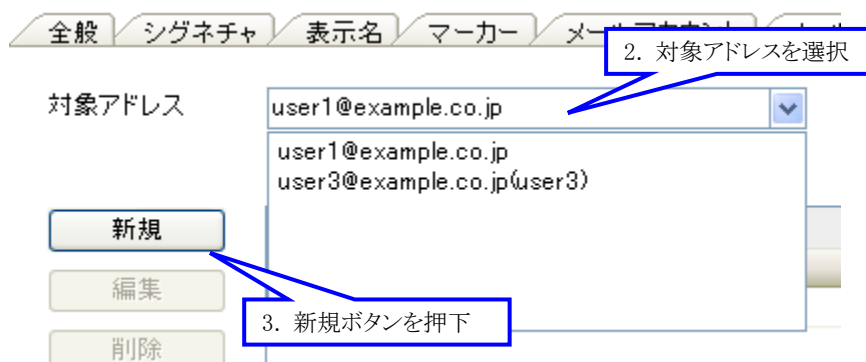 全般 シグネチャ 表示名 マーカー
2. 対象アドレスを選択
対象アドレス
user1@example.co.jp
user1@example.co.jp
user3@example.co.jp(user3)
新規
編集
3. 新規ボタンを押下
削除